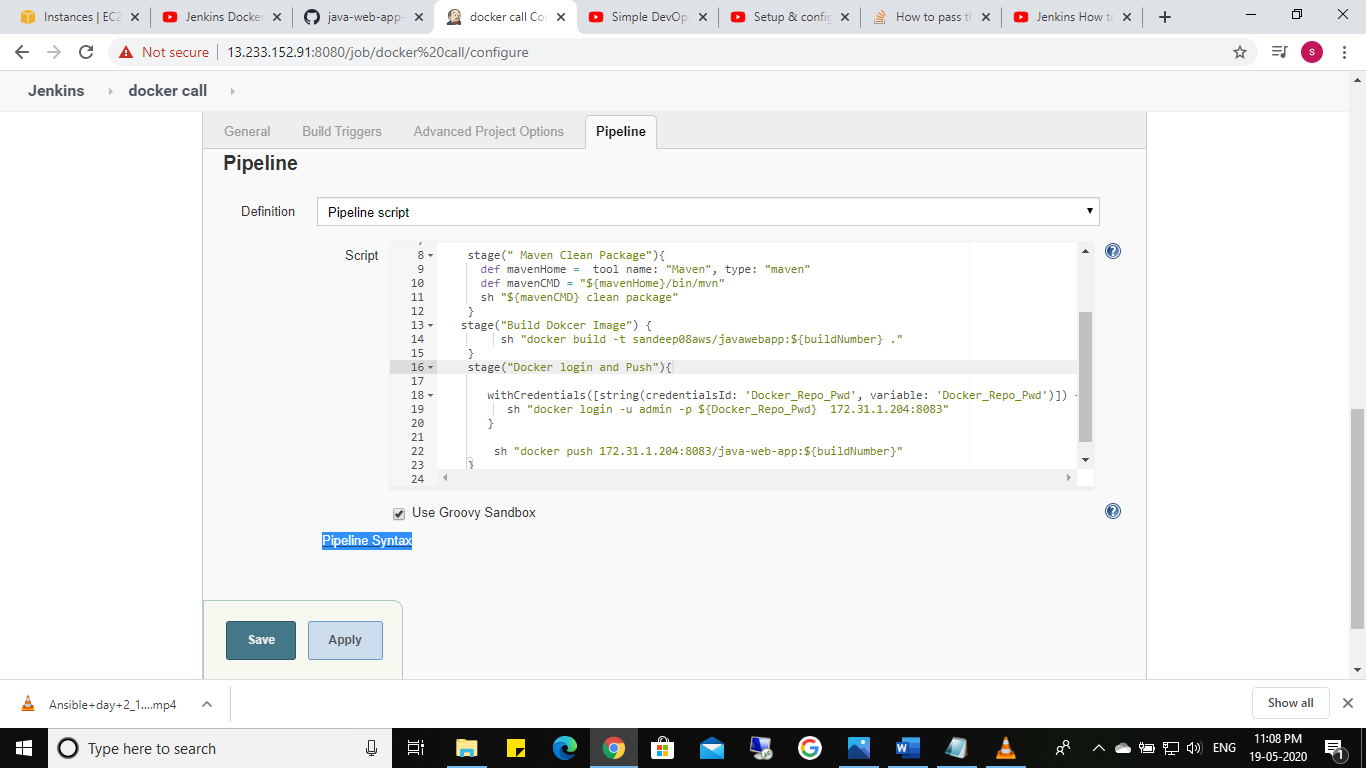 Instances | EC2
Jenkins Docker
java-web-app-
docker call Co
Simple DevOp
Setup & config
How to pass th
Jenkins How to
Not secure
13.233.152.91:8080/job/docker%20call/configure
s
Jenkins
docker call
General
Build Triggers
Advanced Project Options
Pipeline
Pipeline
Definition
Pipeline script
Script
8 stage(" Maven Clean Package"){
9 def mavenHome =  tool name: "Maven", type: "maven"
10 def mavenCMD = "${mavenHome}/bin/mvn"
11 sh "${mavenCMD} clean package"
12 }
13 stage("Build Dokcer Image") {
14 sh "docker build -t sandeep08aws/javawebapp:${buildNumber} ."
15 }
16 stage("Docker login and Push"){
17
18 withCredentials([string(credentialsId: 'Docker_Repo_Pwd', variable: 'Docker_Repo_Pwd')])
19 sh "docker login -u admin -p ${Docker_Repo_Pwd}  172.31.1.204:8083"
20 }
21
22 sh "docker push 172.31.1.204:8083/java-web-app:${buildNumber}"
23 }
24
Use Groovy Sandbox
Pipeline Syntax
Save
Apply
Ansible+day+2_1....mp4
Show all
Type here to search
ENG
11:08 PM
19-05-2020
1